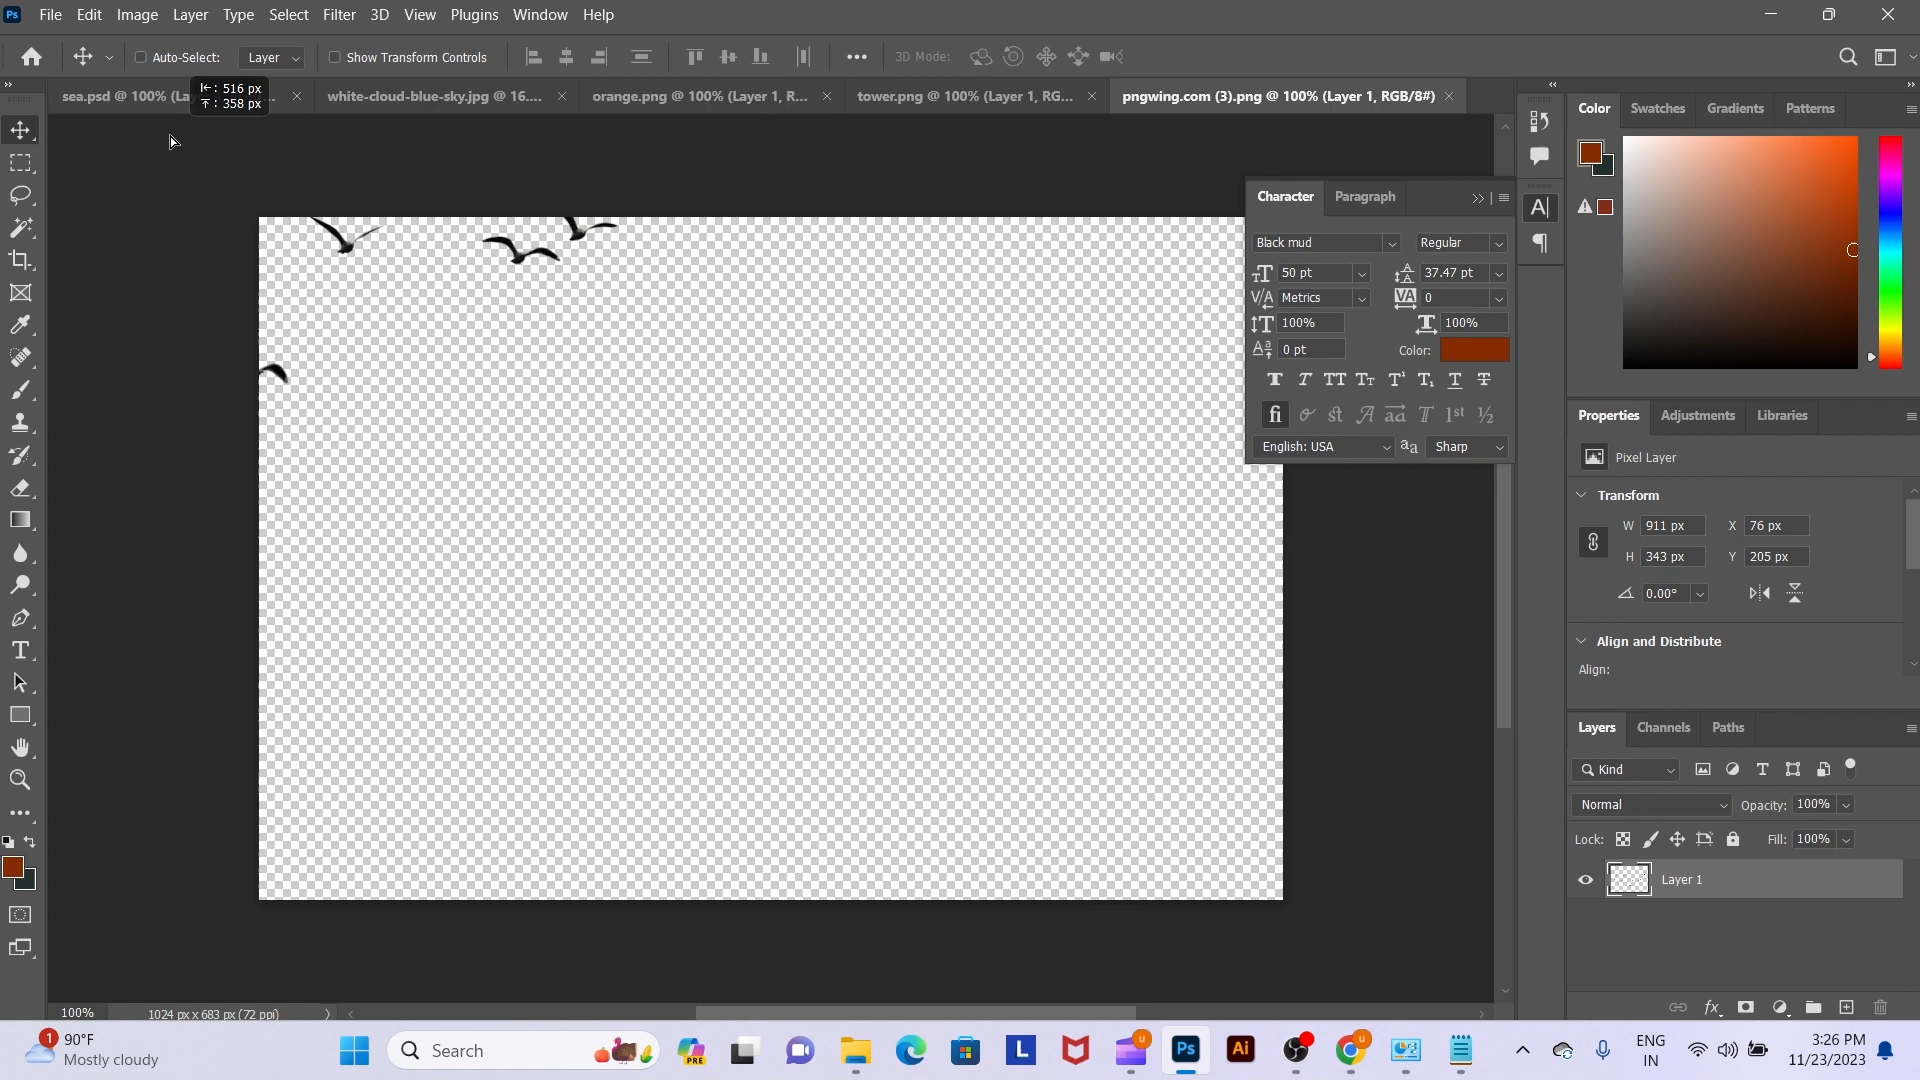 Ps File Edit Image Layer Type Select Filter 3D View Plugins Window Help
Auto-Select: Layer Show Transform Controls 3D Mode:
sea.psd @ 100% (La
: 516 px
: 358 px
white-cloud-blue-sky.jpg @ 16....
orange.png @ 100% (Layer 1, R...
tower.png @ 100% (Layer 1, RG...
pngwing.com (3).png @ 100% (Layer 1, RGB/8#)
Color Swatches Gradients Patterns
Character Paragraph
Black mud Regular
50 pt 37.47 pt
Metrics 0
100% 100%
0 pt Color:
English: USA Sharp
Properties Adjustments Libraries
Pixel Layer
Transform
W 911 px X 76 px
H 343 px Y 205 px
0.00°
Align and Distribute
Align:
Layers Channels Paths
Kind
Normal Opacity: 100%
Lock: Fill: 100%
Layer 1
100% 1024 px x 683 px (72 ppi)
1 90°F
Mostly cloudy
Search
PRE
L
Ps
Ai
ENG
IN
3:26 PM
11/23/2023